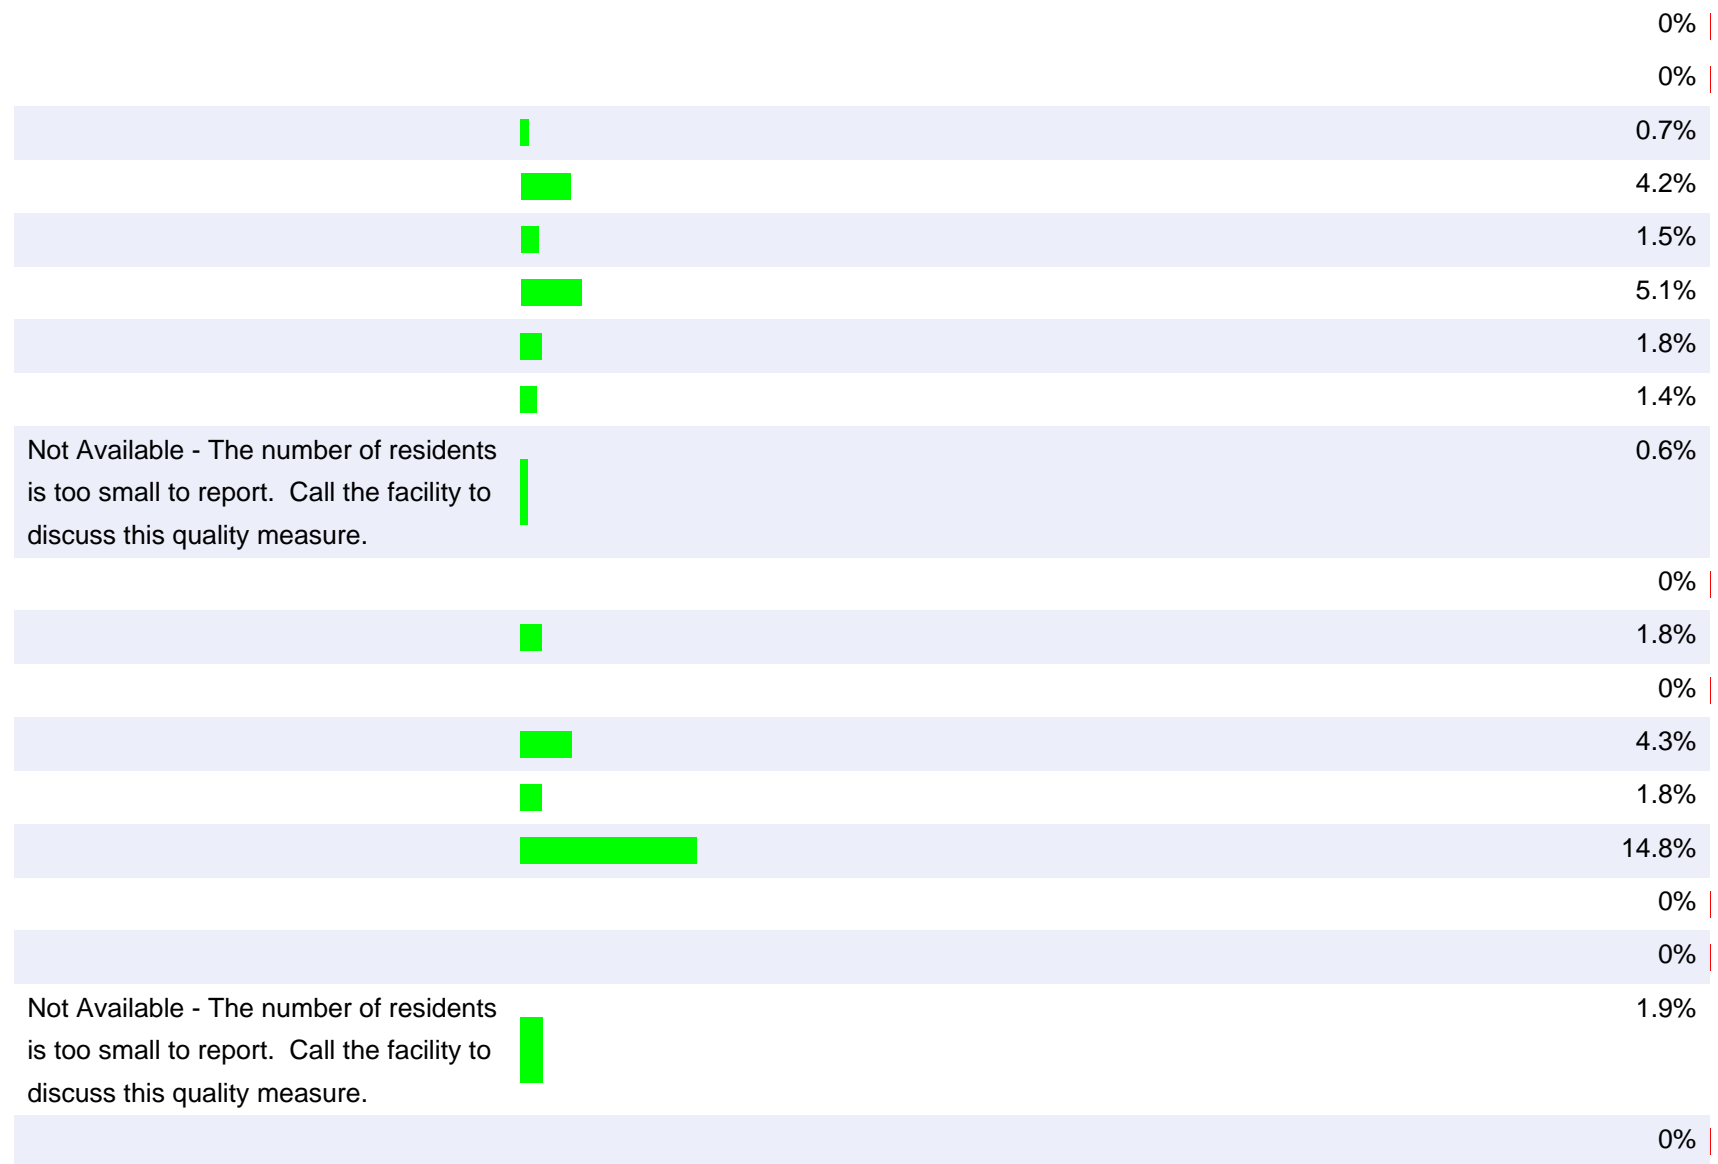 0%
0%
0.7%
4.2%
1.5%
5.1%
1.8%
1.4%
Not Available - The number of residents 0.6%
is too small to report.  Call the facility to
discuss this quality measure.
0%
1.8%
0%
4.3%
1.8%
14.8%
0%
0%
Not Available - The number of residents 1.9%
is too small to report.  Call the facility to
discuss this quality measure.
0%